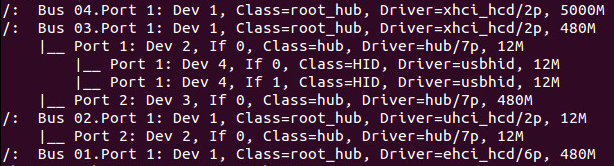 /:  Bus 04.Port 1: Dev 1, Class=root_hub, Driver=xhci_hcd/2p, 5000M
/:  Bus 03.Port 1: Dev 1, Class=root_hub, Driver=xhci_hcd/2p, 480M
    |__ Port 1: Dev 2, If 0, Class=hub, Driver=hub/7p, 12M
        |__ Port 1: Dev 4, If 0, Class=HID, Driver=usbhid, 12M
        |__ Port 1: Dev 4, If 1, Class=HID, Driver=usbhid, 12M
    |__ Port 2: Dev 3, If 0, Class=hub, Driver=hub/7p, 480M
/:  Bus 02.Port 1: Dev 1, Class=root_hub, Driver=uhci_hcd/2p, 12M
    |__ Port 2: Dev 2, If 0, Class=hub, Driver=hub/7p, 12M
/:  Bus 01.Port 1: Dev 1, Class=root_hub, Driver=ehci_hcd/6p, 480M